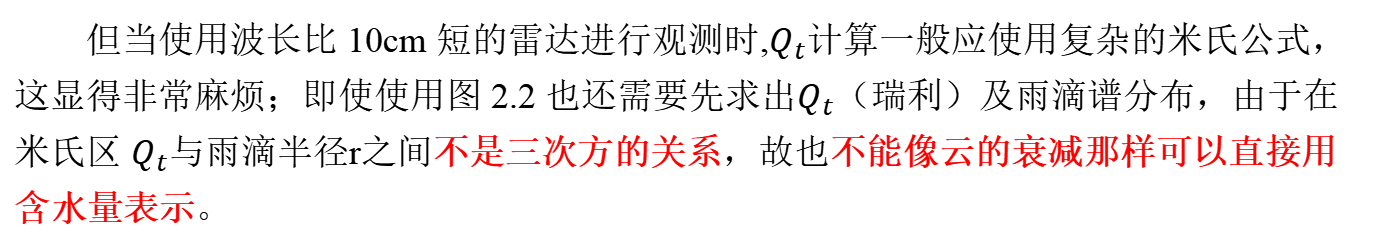 但当使用波长比 10cm 短的雷达进行观测时,Qₜ计算一般应使用复杂的米氏公式，
这显得非常麻烦；即使使用图 2.2 也还需要先求出Qₜ（瑞利）及雨滴谱分布，由于在
米氏区 Qₜ与雨滴半径r之间不是三次方的关系，故也不能像云的衰减那样可以直接用
含水量表示。